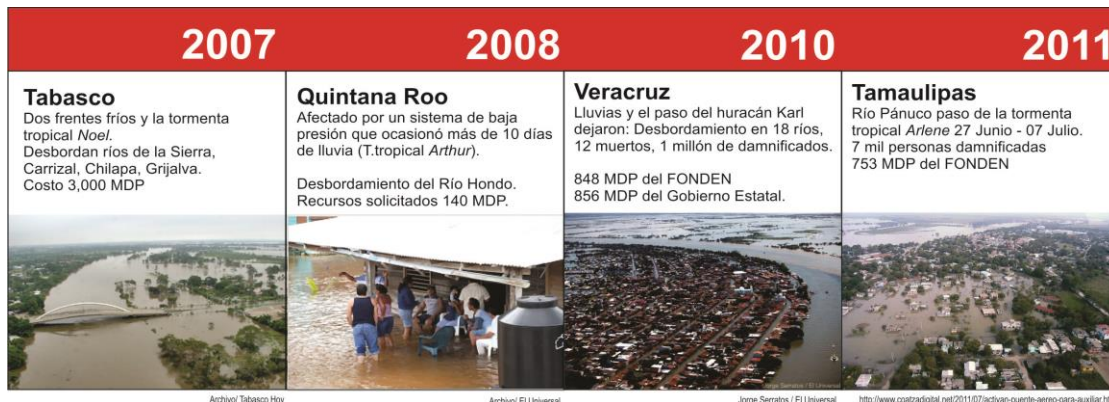 2007
Tabasco
Dos frentes fríos y la tormenta
tropical Noel.
Desbordan ríos de la Sierra,
Carrizal, Chilapa, Grijalva.
Costo 3,000 MDP
Archivo/ Tabasco Hoy
2008
Quintana Roo
Afectado por un sistema de baja
presión que ocasionó más de 10 días
de lluvia (T.tropical Arthur).
Desbordamiento del Río Hondo.
Recursos solicitados 140 MDP.
Archivo/ El Universal
2010
Veracruz
Lluvias y el paso del huracán Karl
dejaron: Desbordamiento en 18 ríos,
12 muertos, 1 millón de damnificados.
848 MDP del FONDEN
856 MDP del Gobierno Estatal.
Jorge Serratos / El Universal
Jorge Serratos / El Universal
2011
Tamaulipas
Río Pánuco paso de la tormenta
tropical Arlene 27 Junio - 07 Julio.
7 mil personas damnificadas
753 MDP del FONDEN
http://www.coatzadigital.net/2011/07/activan-puente-aereo-para-auxiliar.ht